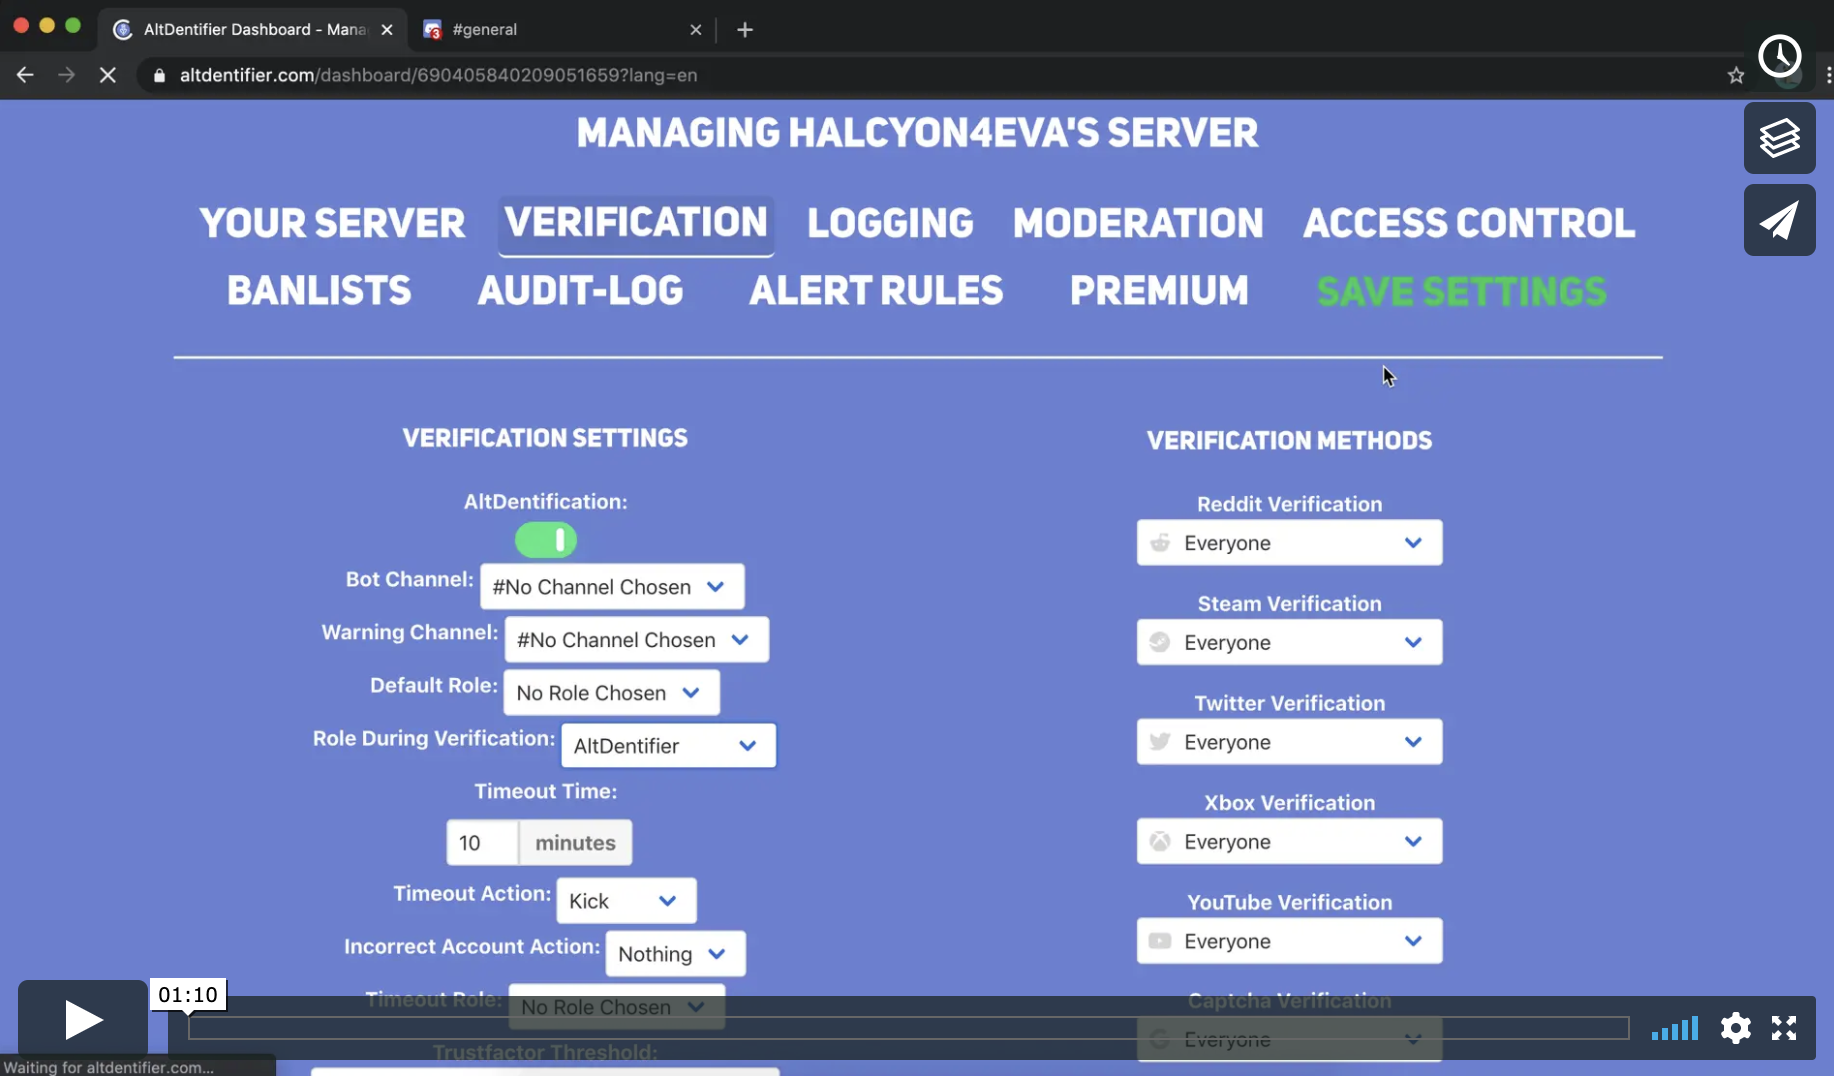 AltDentifier Dashboard - Mana
#general
altdentifier.com/dashboard/690405840209051659?lang=en
MANAGING HALCYON4EVA'S SERVER
YOUR SERVER VERIFICATION LOGGING MODERATION ACCESS CONTROL
BANLISTS AUDIT-LOG ALERT RULES PREMIUM SAVE SETTINGS
VERIFICATION SETTINGS
AltDentification:
Bot Channel: #No Channel Chosen
Warning Channel: #No Channel Chosen
Default Role: No Role Chosen
Role During Verification: AltDentifier
Timeout Time:
10 minutes
Timeout Action: Kick
Incorrect Account Action: Nothing
Timeout Role: No Role Chosen
Trustfactor Threshold:
VERIFICATION METHODS
Reddit Verification
Everyone
Steam Verification
Everyone
Twitter Verification
Everyone
Xbox Verification
Everyone
YouTube Verification
Everyone
Captcha Verification
Everyone
01:10
Waiting for altdentifier.com...